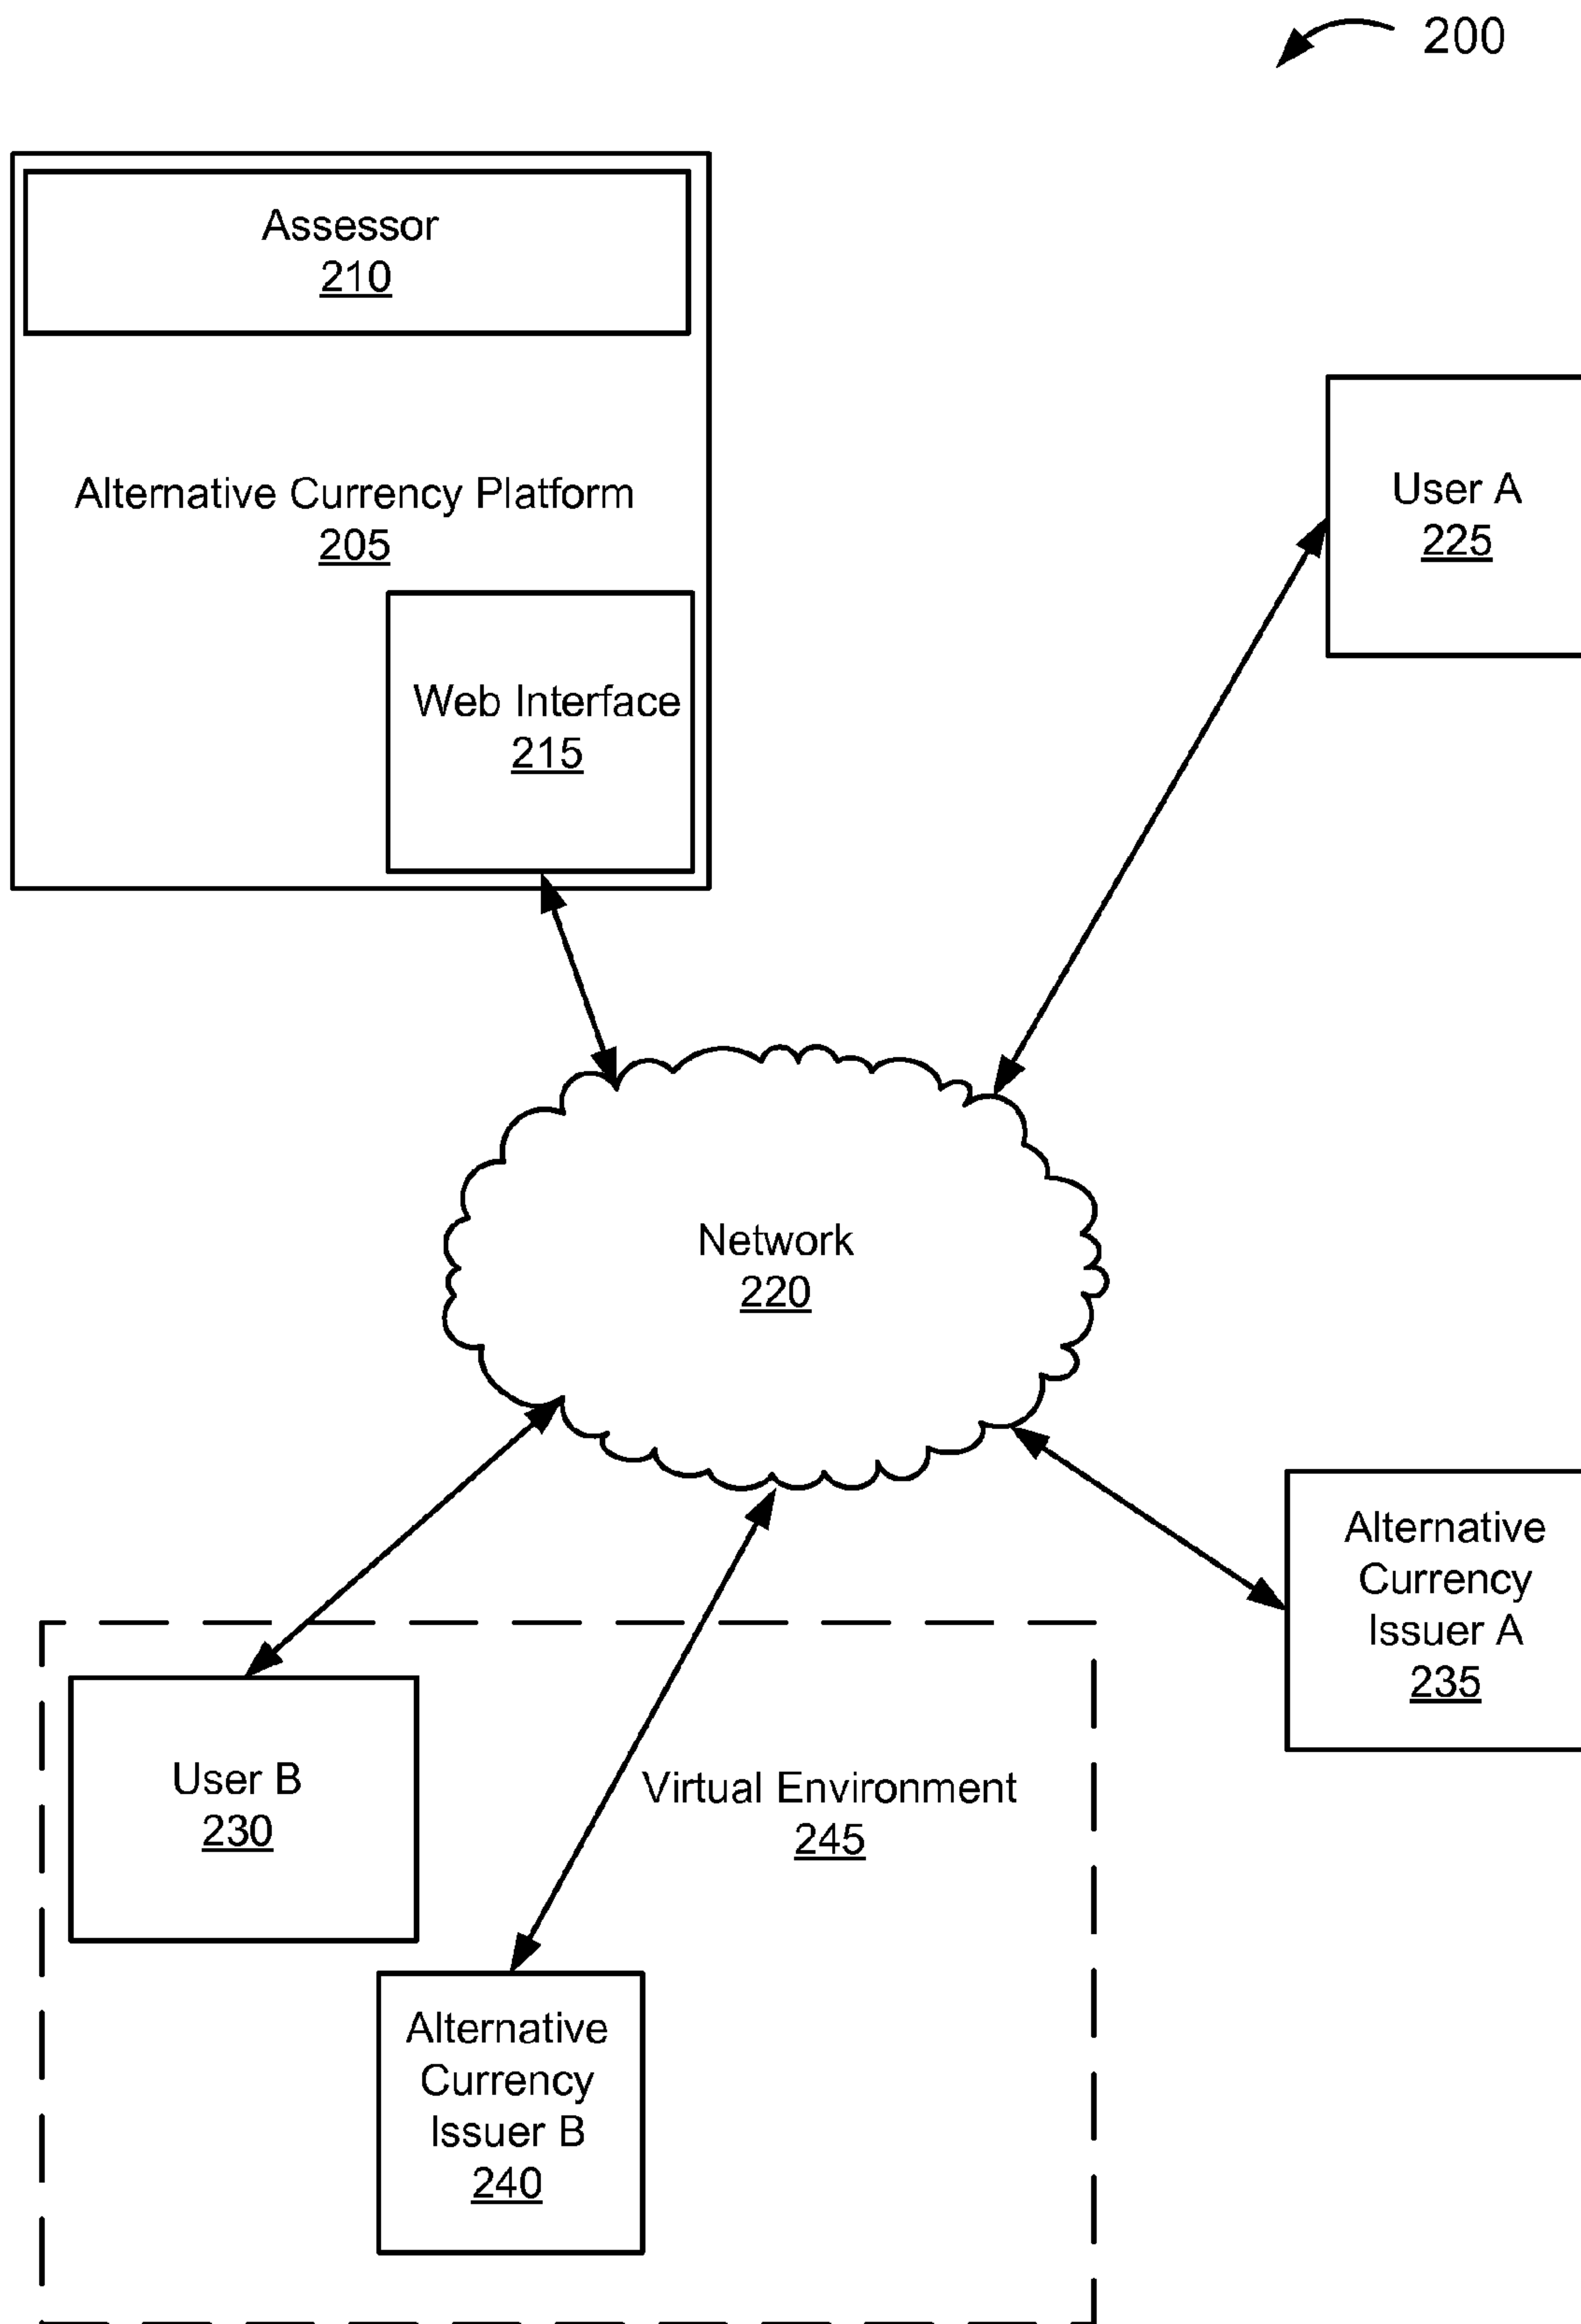 200
Assessor
210
Alternative Currency Platform
205
Web Interface
215
User A
225
Network
220
Alternative
Currency
Issuer A
235
User B
230
Virtual Environment
245
Alternative
Currency
Issuer B
240